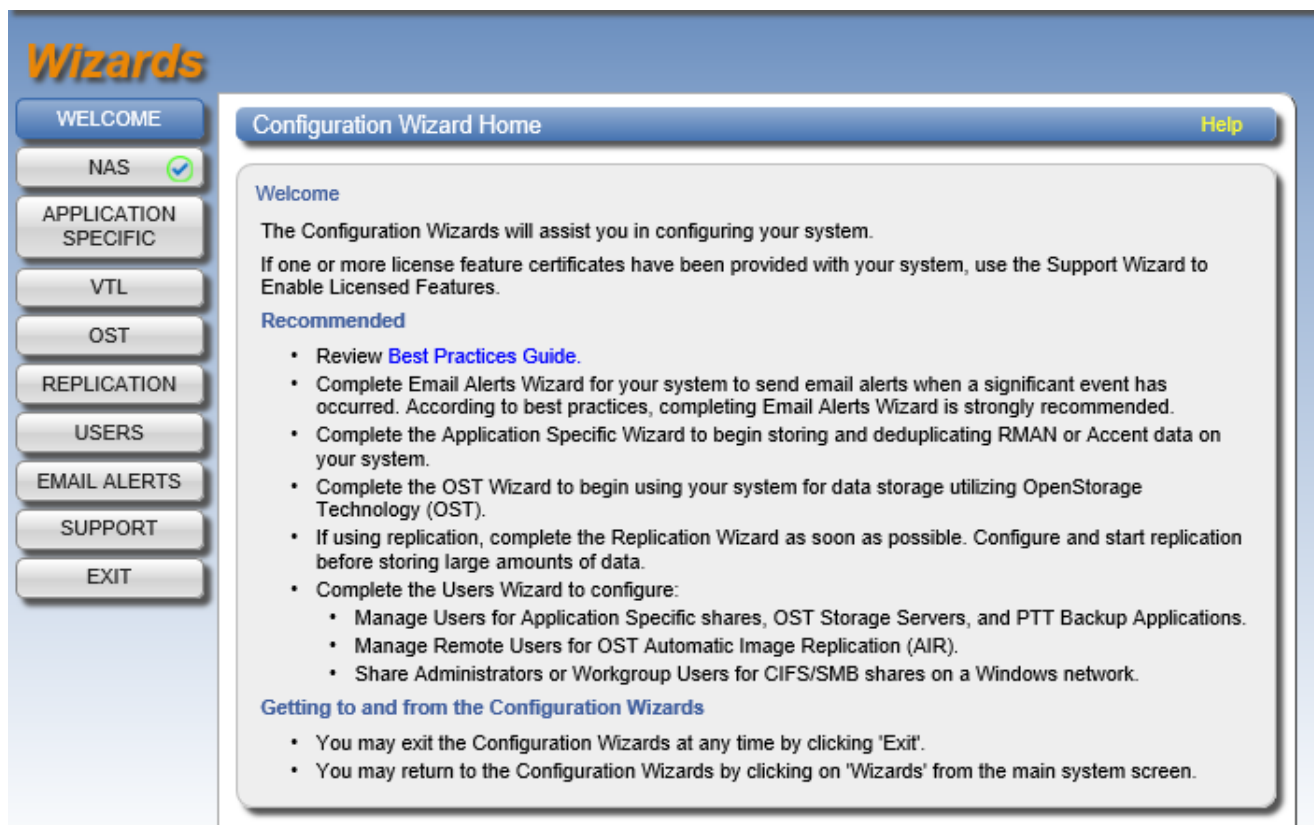 Wizards
WELCOME
NAS
APPLICATION
SPECIFIC
VTL
OST
REPLICATION
USERS
EMAIL ALERTS
SUPPORT
EXIT
Configuration Wizard Home
Help
Welcome
The Configuration Wizards will assist you in configuring your system.
If one or more license feature certificates have been provided with your system, use the Support Wizard to
Enable Licensed Features.
Recommended
• Review Best Practices Guide.
• Complete Email Alerts Wizard for your system to send email alerts when a significant event has
occurred. According to best practices, completing Email Alerts Wizard is strongly recommended.
• Complete the Application Specific Wizard to begin storing and deduplicating RMAN or Accent data on
your system.
• Complete the OST Wizard to begin using your system for data storage utilizing OpenStorage
Technology (OST).
• If using replication, complete the Replication Wizard as soon as possible. Configure and start replication
before storing large amounts of data.
• Complete the Users Wizard to configure:
• Manage Users for Application Specific shares, OST Storage Servers, and PTT Backup Applications.
• Manage Remote Users for OST Automatic Image Replication (AIR).
• Share Administrators or Workgroup Users for CIFS/SMB shares on a Windows network.
Getting to and from the Configuration Wizards
• You may exit the Configuration Wizards at any time by clicking 'Exit'.
• You may return to the Configuration Wizards by clicking on 'Wizards' from the main system screen.